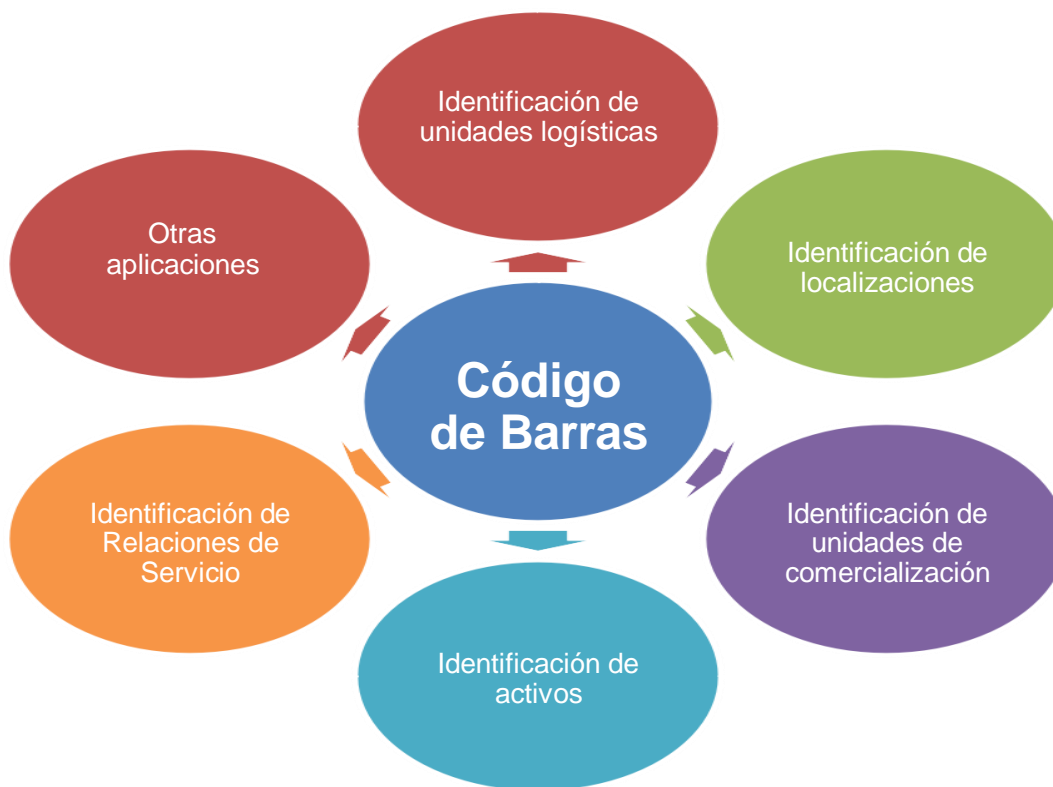 Identificación de
unidades logísticas
Otras
aplicaciones
Identificación de
localizaciones
Código
de Barras
Identificación de
Relaciones de
Servicio
Identificación de
unidades de
comercialización
Identificación de
activos